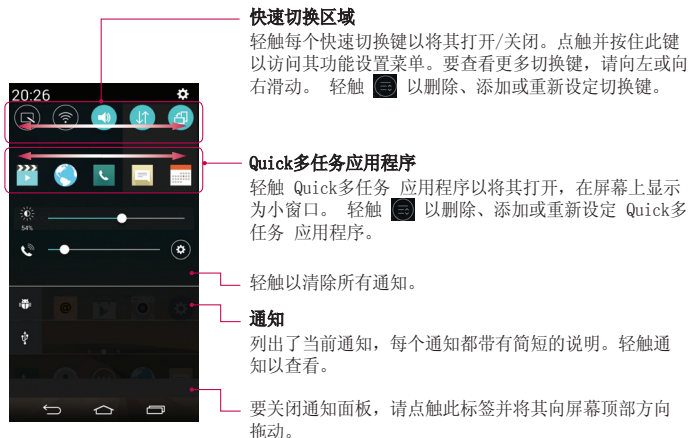 快速切换区域
轻触每个快速切换键以将其打开/关闭。点触并按住此键
以访问其功能设置菜单。要查看更多切换键，请向左或向
右滑动。 轻触 以删除、添加或重新设定切换键。
20:26
Quick多任务应用程序
轻触 Quick多任务 应用程序以将其打开，在屏幕上显示
为小窗口。 轻触 以删除、添加或重新设定 Quick多
任务 应用程序。
54%
轻触以清除所有通知。
通知
列出了当前通知，每个通知都带有简短的说明。轻触通
知以查看。
要关闭通知面板，请点触此标签并将其向屏幕顶部方向
拖动。